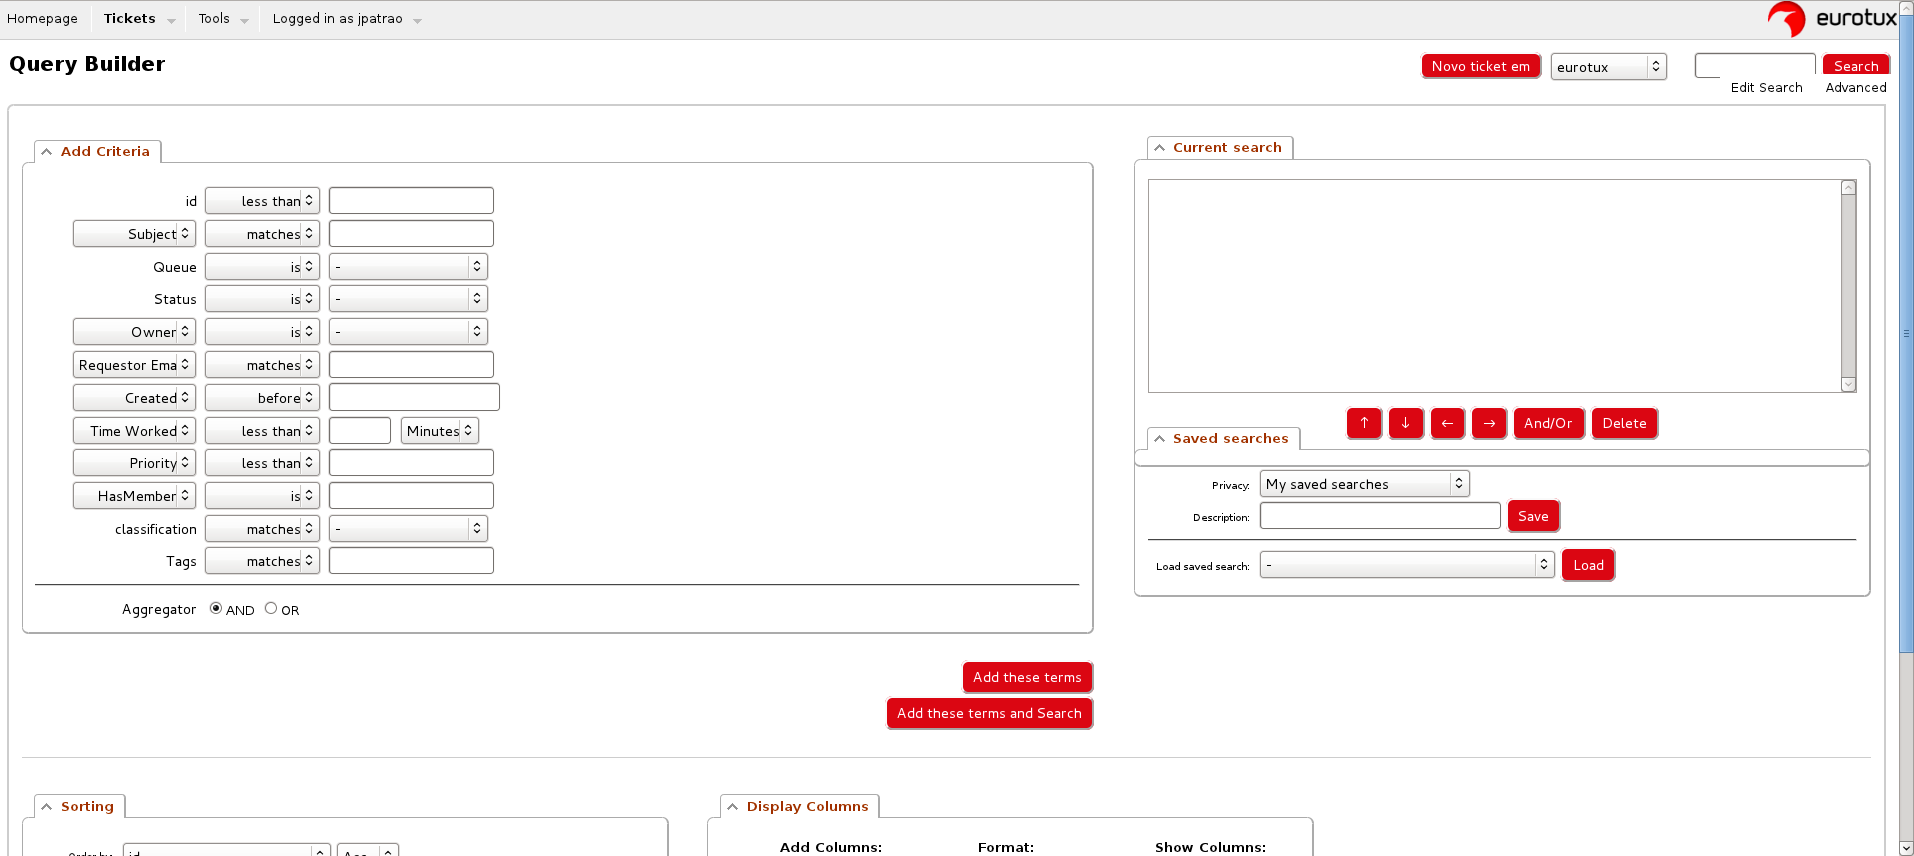 Homepage Tickets Tools Logged in as jpatrao eurotux
Query Builder Novo ticket em eurotux Search
Edit Search Advanced
Add Criteria
id less than
Subject matches
Queue is -
Status is -
Owner is -
Requestor Ema matches
Created before
Time Worked less than Minutes
Priority less than
HasMember is
classification matches -
Tags matches
Aggregator AND OR
Add these terms
Add these terms and Search
Current search
↑ ↓ ← → And/Or Delete
Saved searches
Privacy: My saved searches
Description: Save
Load saved search: - Load
Sorting
Order by: id Asc
Display Columns
Add Columns: Format: Show Columns: